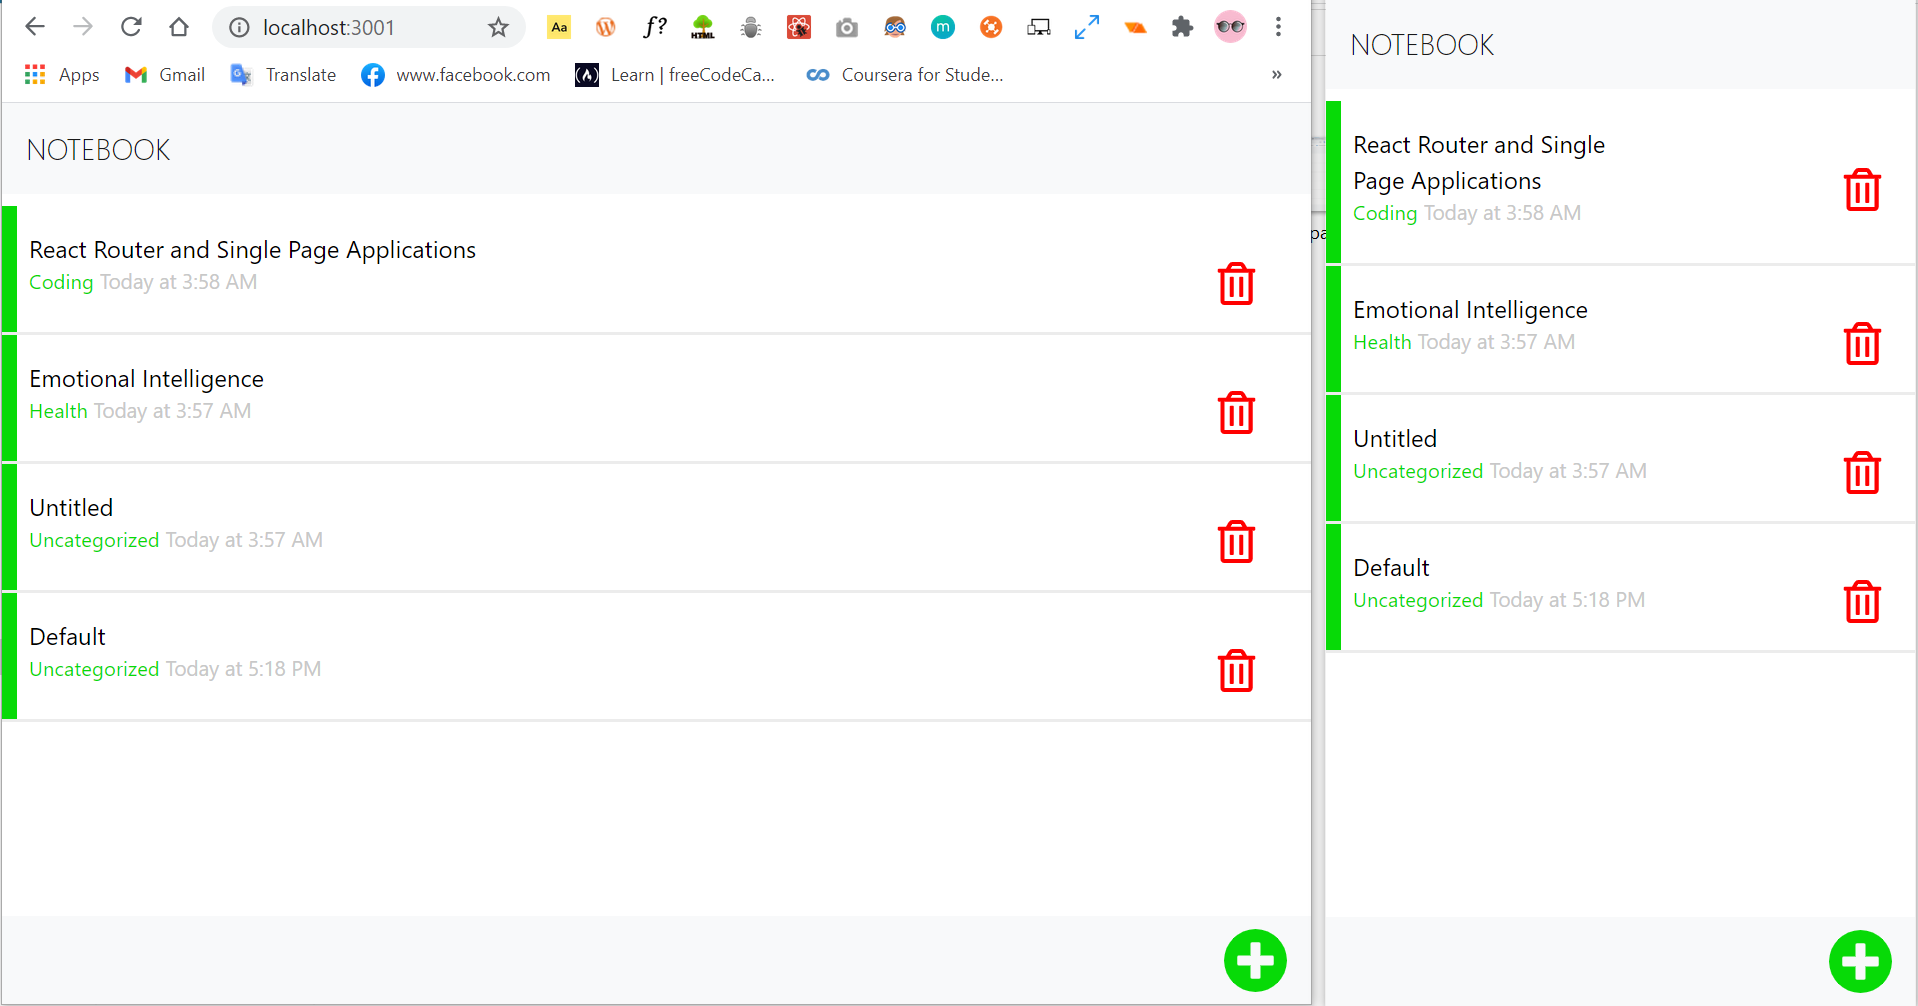 localhost:3001
Aa
f?
HTML
m
Apps
Gmail
Translate
www.facebook.com
Learn | freeCodeCa...
Coursera for Stude...
»
NOTEBOOK
React Router and Single Page Applications
Coding Today at 3:58 AM
Emotional Intelligence
Health Today at 3:57 AM
Untitled
Uncategorized Today at 3:57 AM
Default
Uncategorized Today at 5:18 PM
pa
NOTEBOOK
React Router and Single
Page Applications
Coding Today at 3:58 AM
Emotional Intelligence
Health Today at 3:57 AM
Untitled
Uncategorized Today at 3:57 AM
Default
Uncategorized Today at 5:18 PM